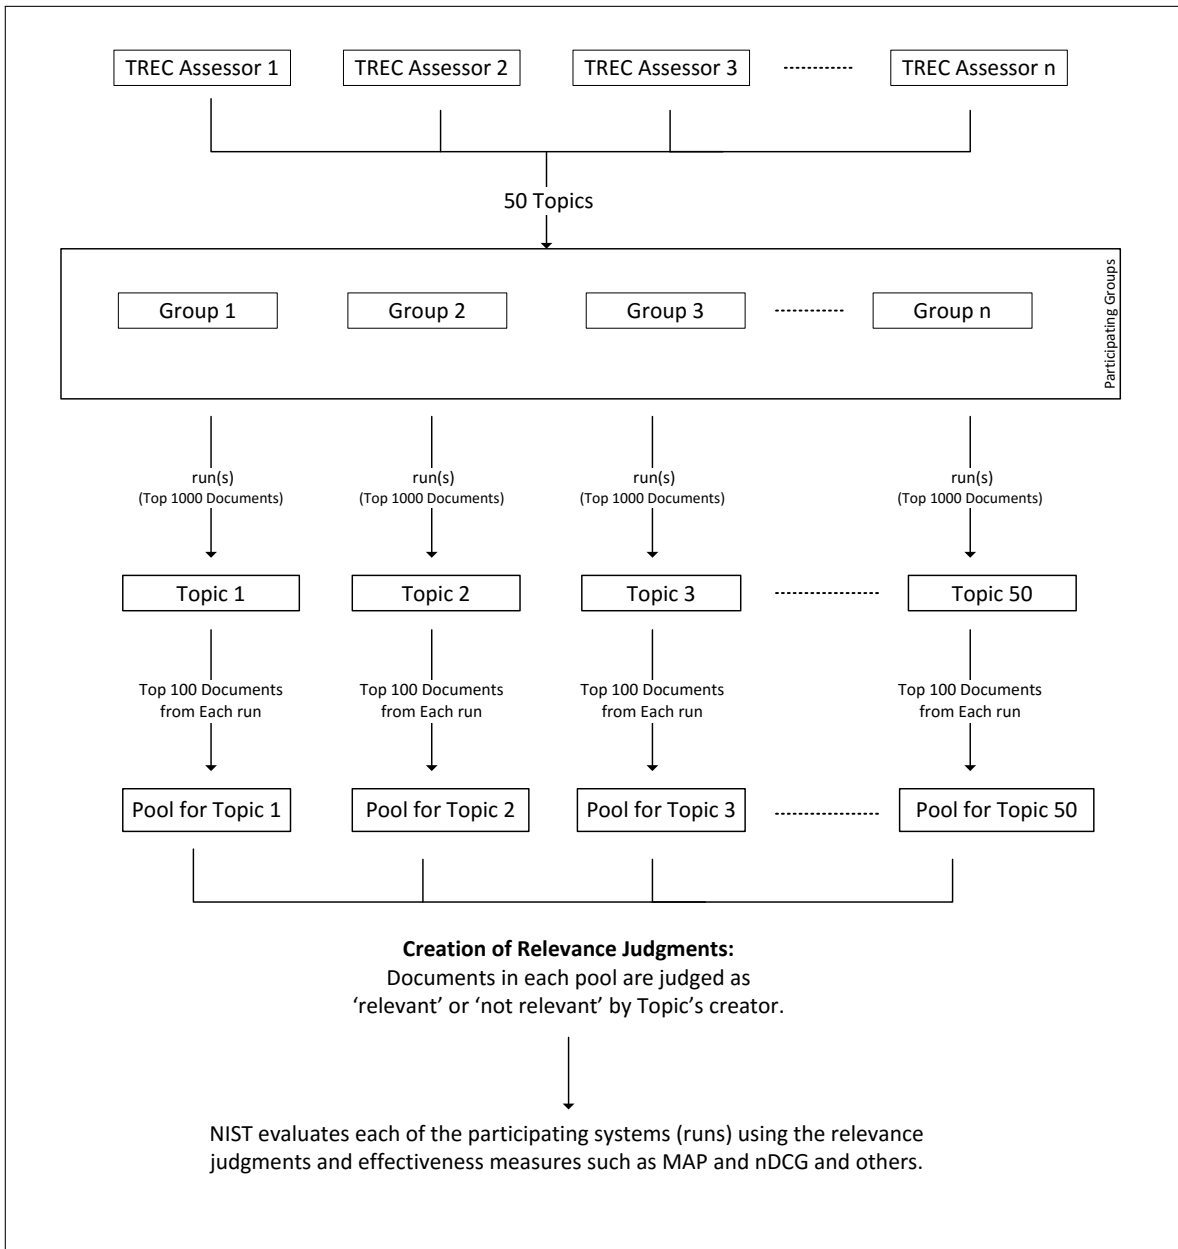 TREC Assessor 1
TREC Assessor 2
TREC Assessor 3
TREC Assessor n
50 Topics
Participating Groups
Group 1
Group 2
Group 3
Group n
run(s)
(Top 1000 Documents)
run(s)
(Top 1000 Documents)
run(s)
(Top 1000 Documents)
run(s)
(Top 1000 Documents)
Topic 1
Topic 2
Topic 3
Topic 50
Top 100 Documents
from Each run
Top 100 Documents
from Each run
Top 100 Documents
from Each run
Top 100 Documents
from Each run
Pool for Topic 1
Pool for Topic 2
Pool for Topic 3
Pool for Topic 50
Creation of Relevance Judgments:
Documents in each pool are judged as
‘relevant’ or ‘not relevant’ by Topic’s creator.
NIST evaluates each of the participating systems (runs) using the relevance
judgments and effectiveness measures such as MAP and nDCG and others.